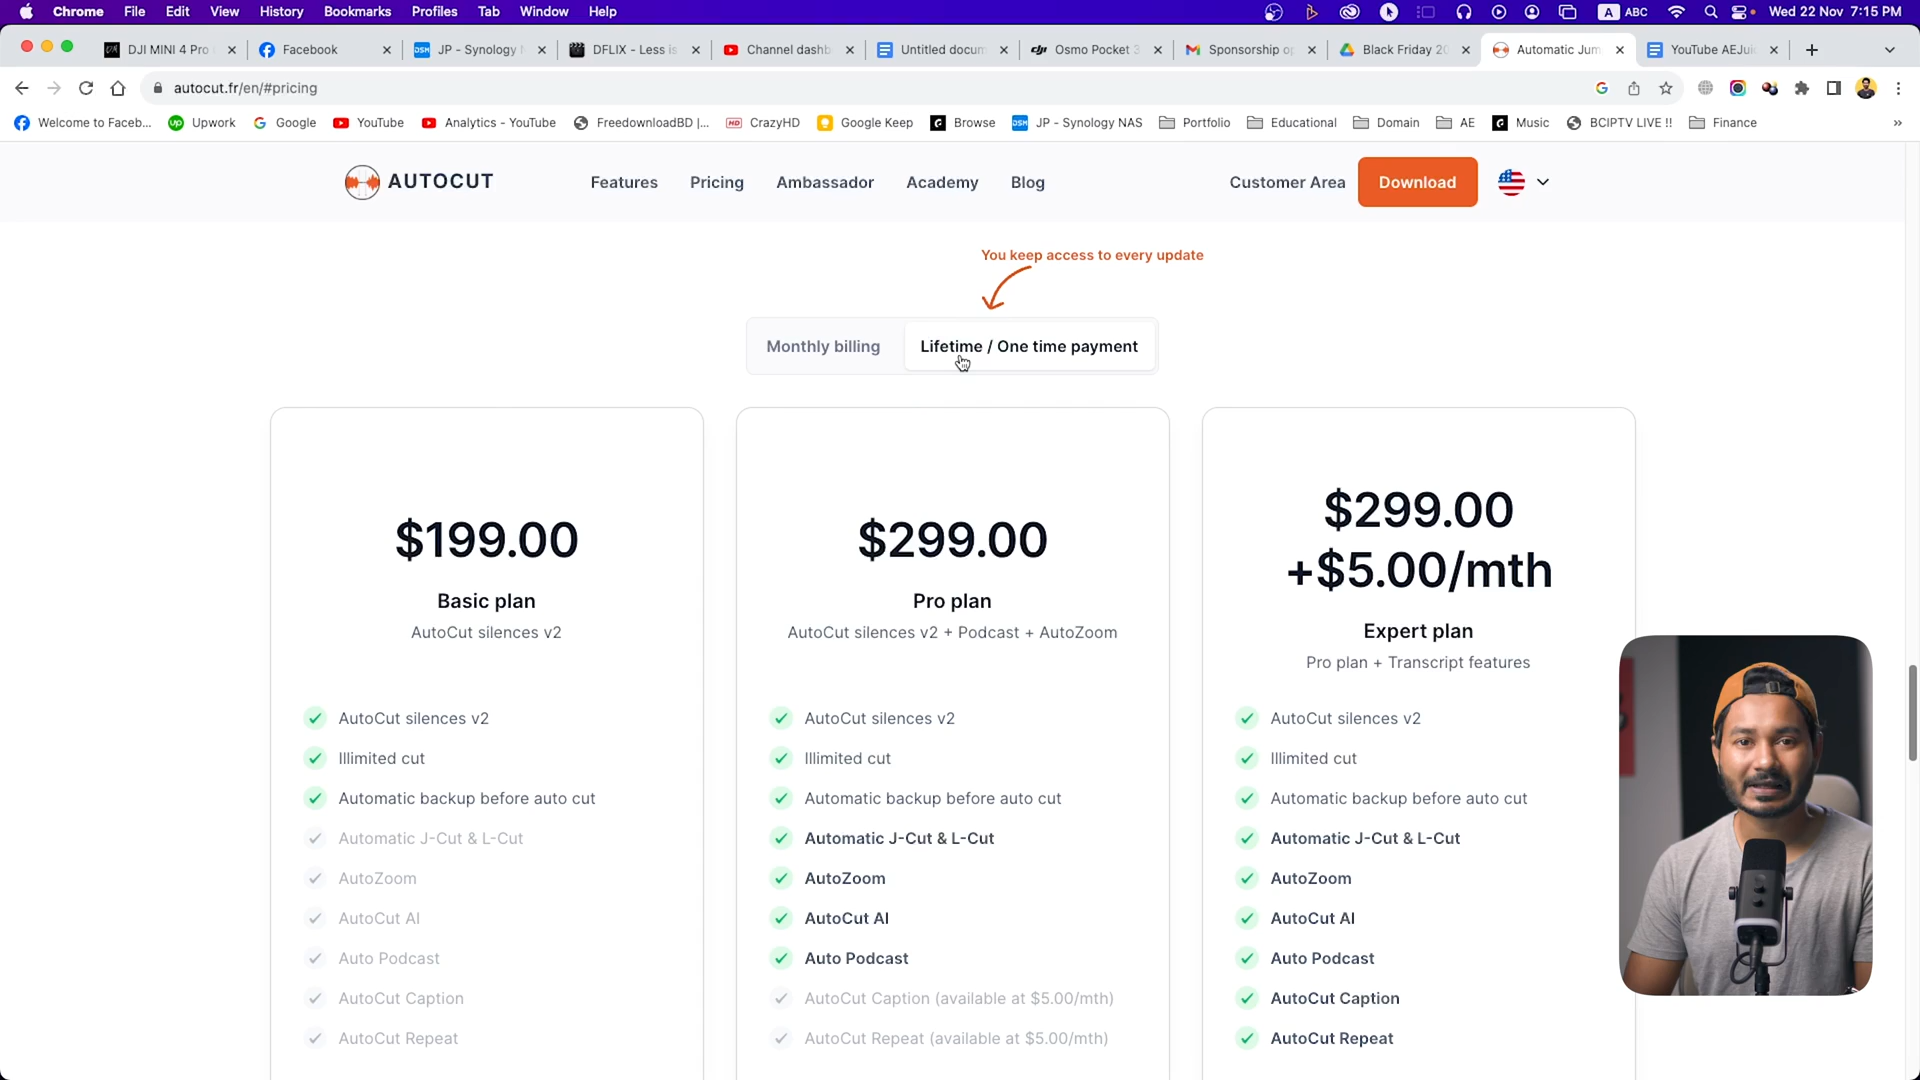 Chrome File Edit View History Bookmarks Profiles Tab Window Help A ABC Wed 22 Nov 7:15 PM
DJI MINI 4 Pro Facebook JP - Synology DFLIX - Less is Channel dashb Untitled docum Osmo Pocket 3 Sponsorship op Black Friday 20 Automatic Jum YouTube AEJui
autocut.fr/en/#pricing
Welcome to Faceb... Upwork Google YouTube Analytics - YouTube FreedownloadBD |... CrazyHD Google Keep Browse JP - Synology NAS Portfolio Educational Domain AE Music BCIPTV LIVE !! Finance »
AUTOCUT Features Pricing Ambassador Academy Blog Customer Area Download
You keep access to every update
Monthly billing Lifetime / One time payment
$199.00
Basic plan
AutoCut silences v2
AutoCut silences v2
Illimited cut
Automatic backup before auto cut
Automatic J-Cut & L-Cut
AutoZoom
AutoCut AI
Auto Podcast
AutoCut Caption
AutoCut Repeat
$299.00
Pro plan
AutoCut silences v2 + Podcast + AutoZoom
AutoCut silences v2
Illimited cut
Automatic backup before auto cut
Automatic J-Cut & L-Cut
AutoZoom
AutoCut AI
Auto Podcast
AutoCut Caption (available at $5.00/mth)
AutoCut Repeat (available at $5.00/mth)
$299.00
+$5.00/mth
Expert plan
Pro plan + Transcript features
AutoCut silences v2
Illimited cut
Automatic backup before auto cut
Automatic J-Cut & L-Cut
AutoZoom
AutoCut AI
Auto Podcast
AutoCut Caption
AutoCut Repeat